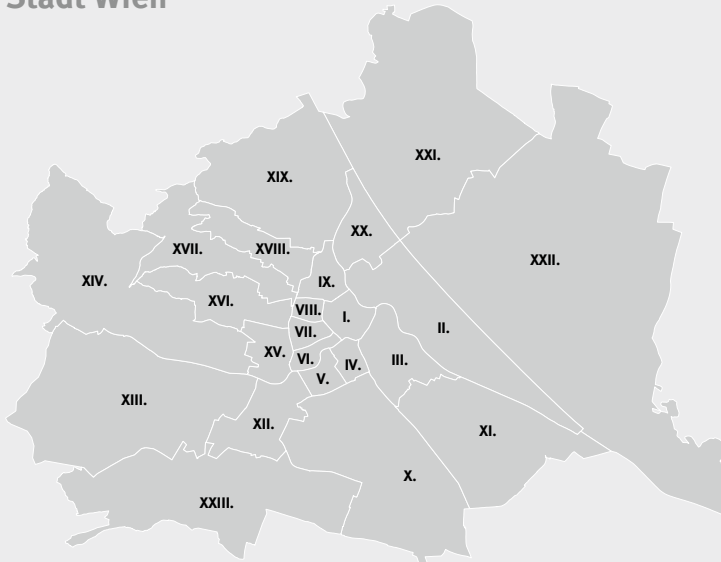 Stadt Wien
XXI.
XIX.
XX.
XVII.
XVIII.
XXII.
XIV.
IX.
XVI.
VIII.
I.
II.
VII.
XV.
VI.
IV.
III.
V.
XIII.
XII.
XI.
X.
XXIII.